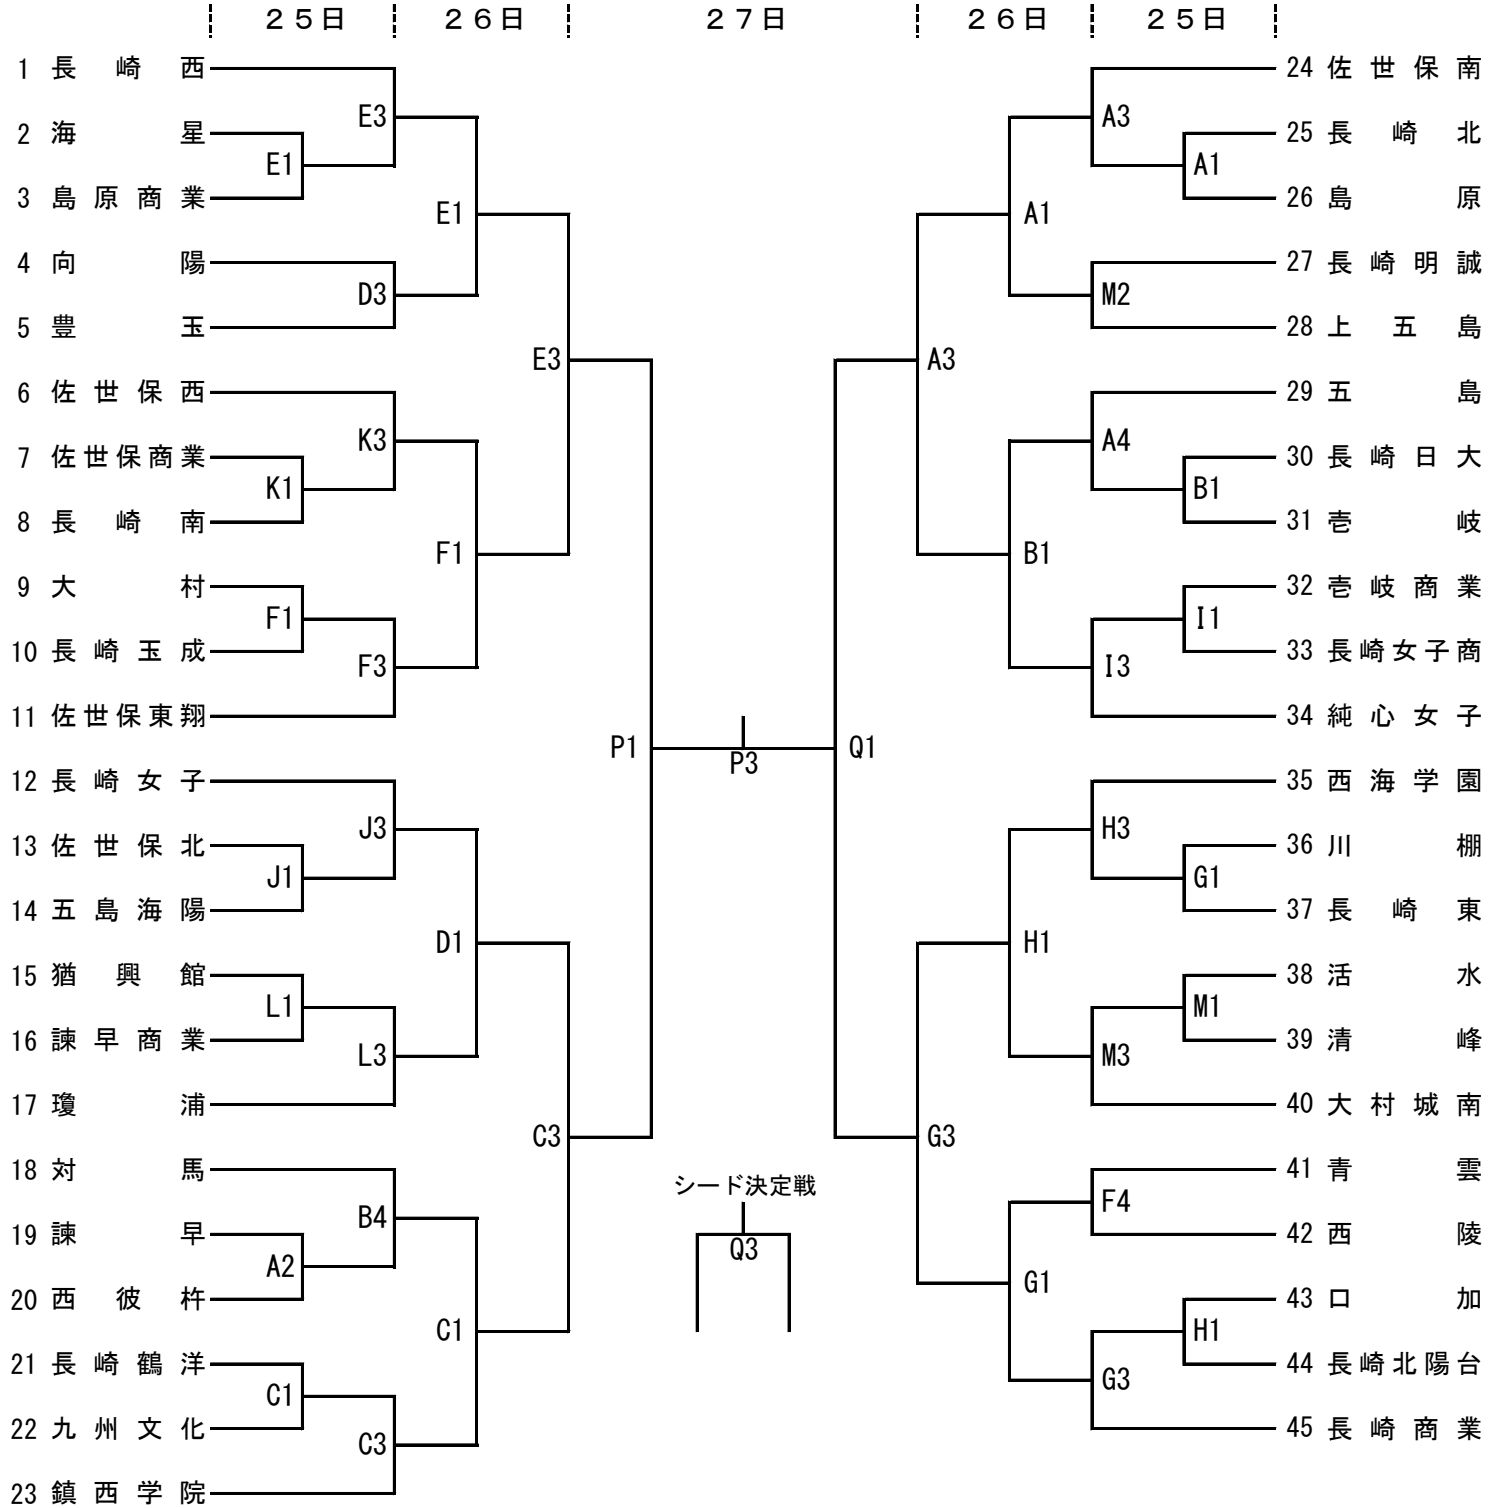 ２５日 ２６日 ２７日 ２６日 ２５日
1 長崎西
2 海星
3 島原商業
4 向陽
5 豊玉
6 佐世保西
7 佐世保商業
8 長崎南
9 大村
10 長崎玉成
11 佐世保東翔
12 長崎女子
13 佐世保北
14 五島海陽
15 猶興館
16 諫早商業
17 瓊浦
18 対馬
19 諫早
20 西彼杵
21 長崎鶴洋
22 九州文化
23 鎮西学院
E1
K1
F1
J1
L1
A2
C1
E3
D3
K3
F3
J3
L3
B4
C3
E1
F1
D1
C1
E3
C3
P1
P3
シード決定戦
Q3
Q1
A3
G3
A1
B1
H1
G1
A3
M2
A4
I3
H3
M3
F4
G3
A1
B1
I1
G1
M1
H1
24 佐世保南
25 長崎北
26 島原
27 長崎明誠
28 上五島
29 五島
30 長崎日大
31 壱岐
32 壱岐商業
33 長崎女子商
34 純心女子
35 西海学園
36 川棚
37 長崎東
38 活水
39 清峰
40 大村城南
41 青雲
42 西陵
43 口加
44 長崎北陽台
45 長崎商業